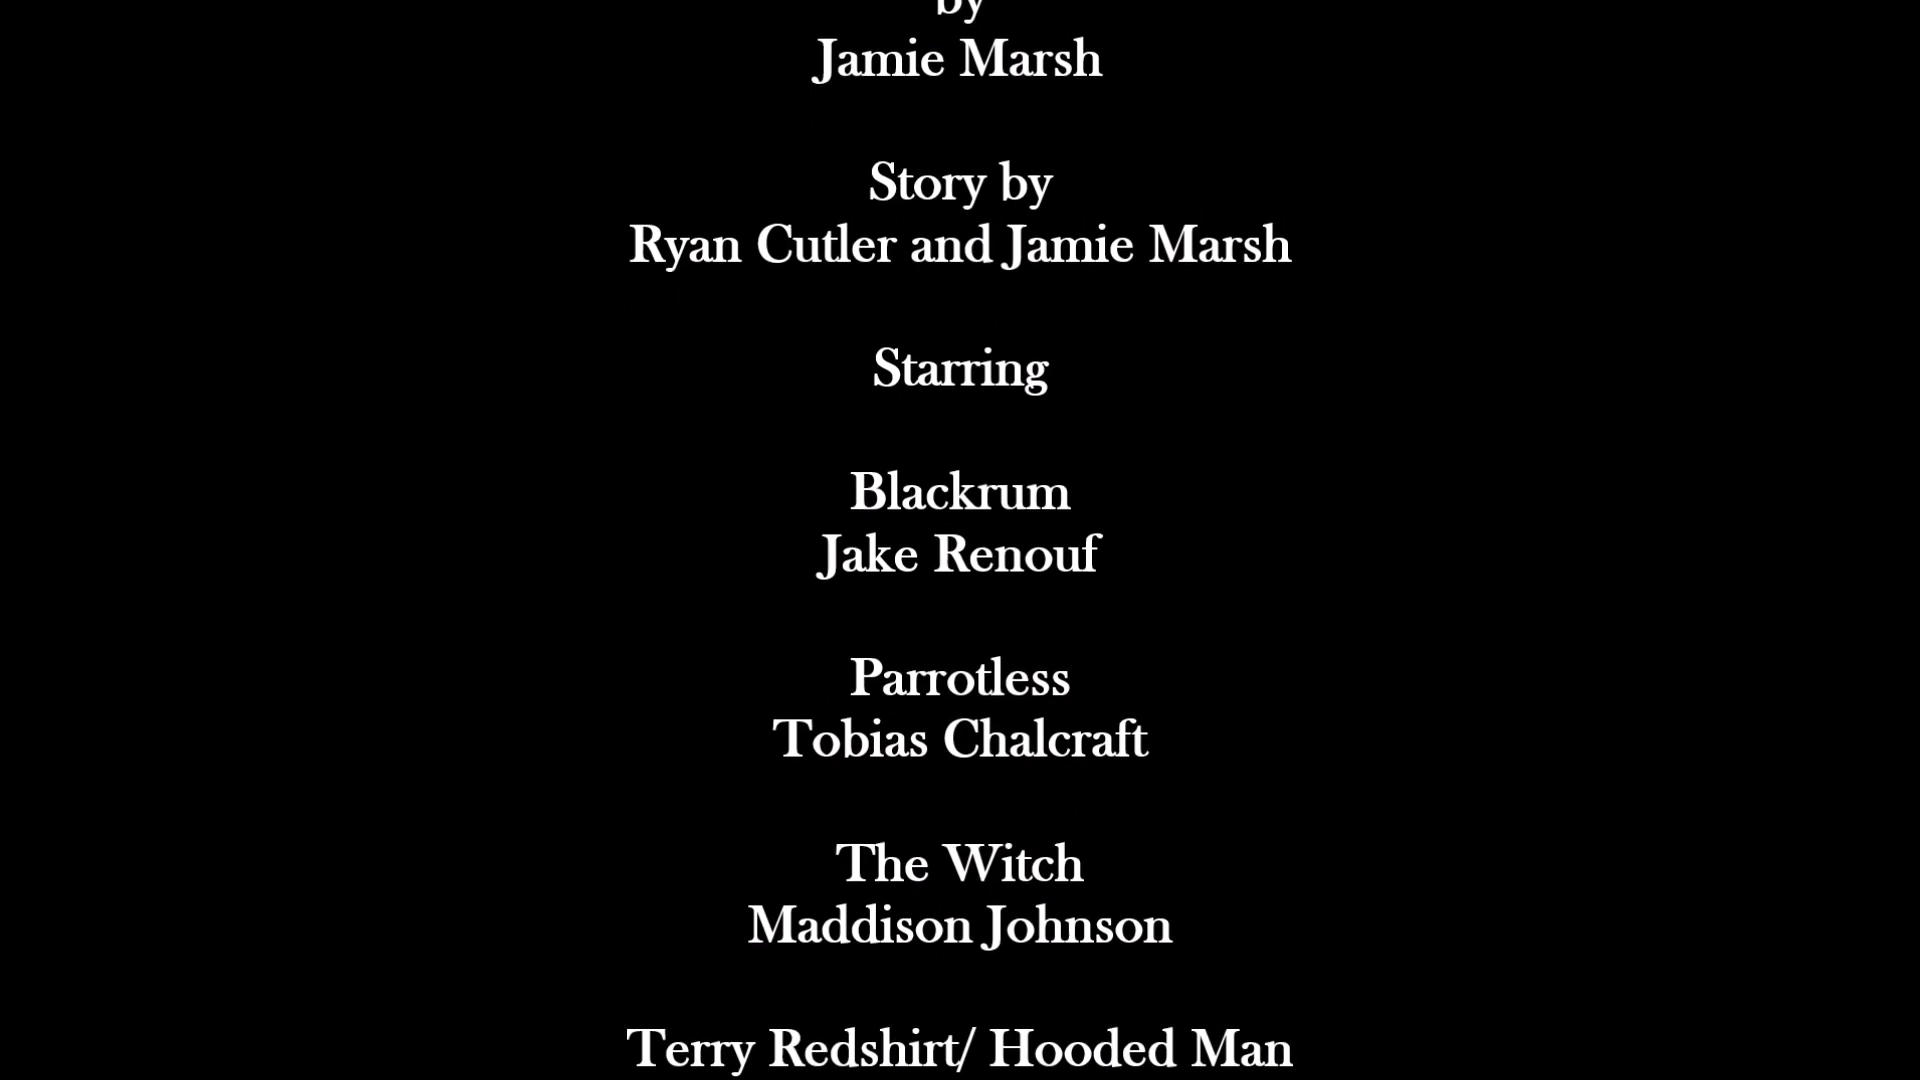 by
Jamie Marsh
Story by
Ryan Cutler and Jamie Marsh
Starring
Blackrum
Jake Renouf
Parrotless
Tobias Chalcraft
The Witch
Maddison Johnson
Terry Redshirt/ Hooded Man